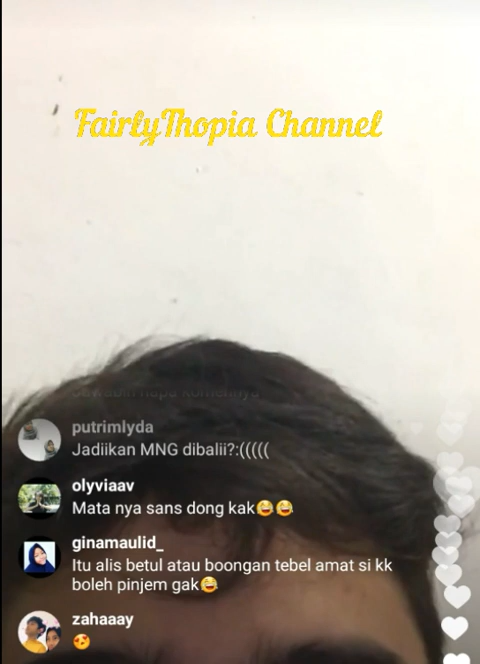 FairlyThopia Channel
putrimlyda
Jadiikan MNG dibalii?:(((((
olyviaav
Mata nya sans dong kak😂😂
ginamaulid_
Itu alis betul atau boongan tebel amat si kk
boleh pinjem gak😂
zahaaay
😍